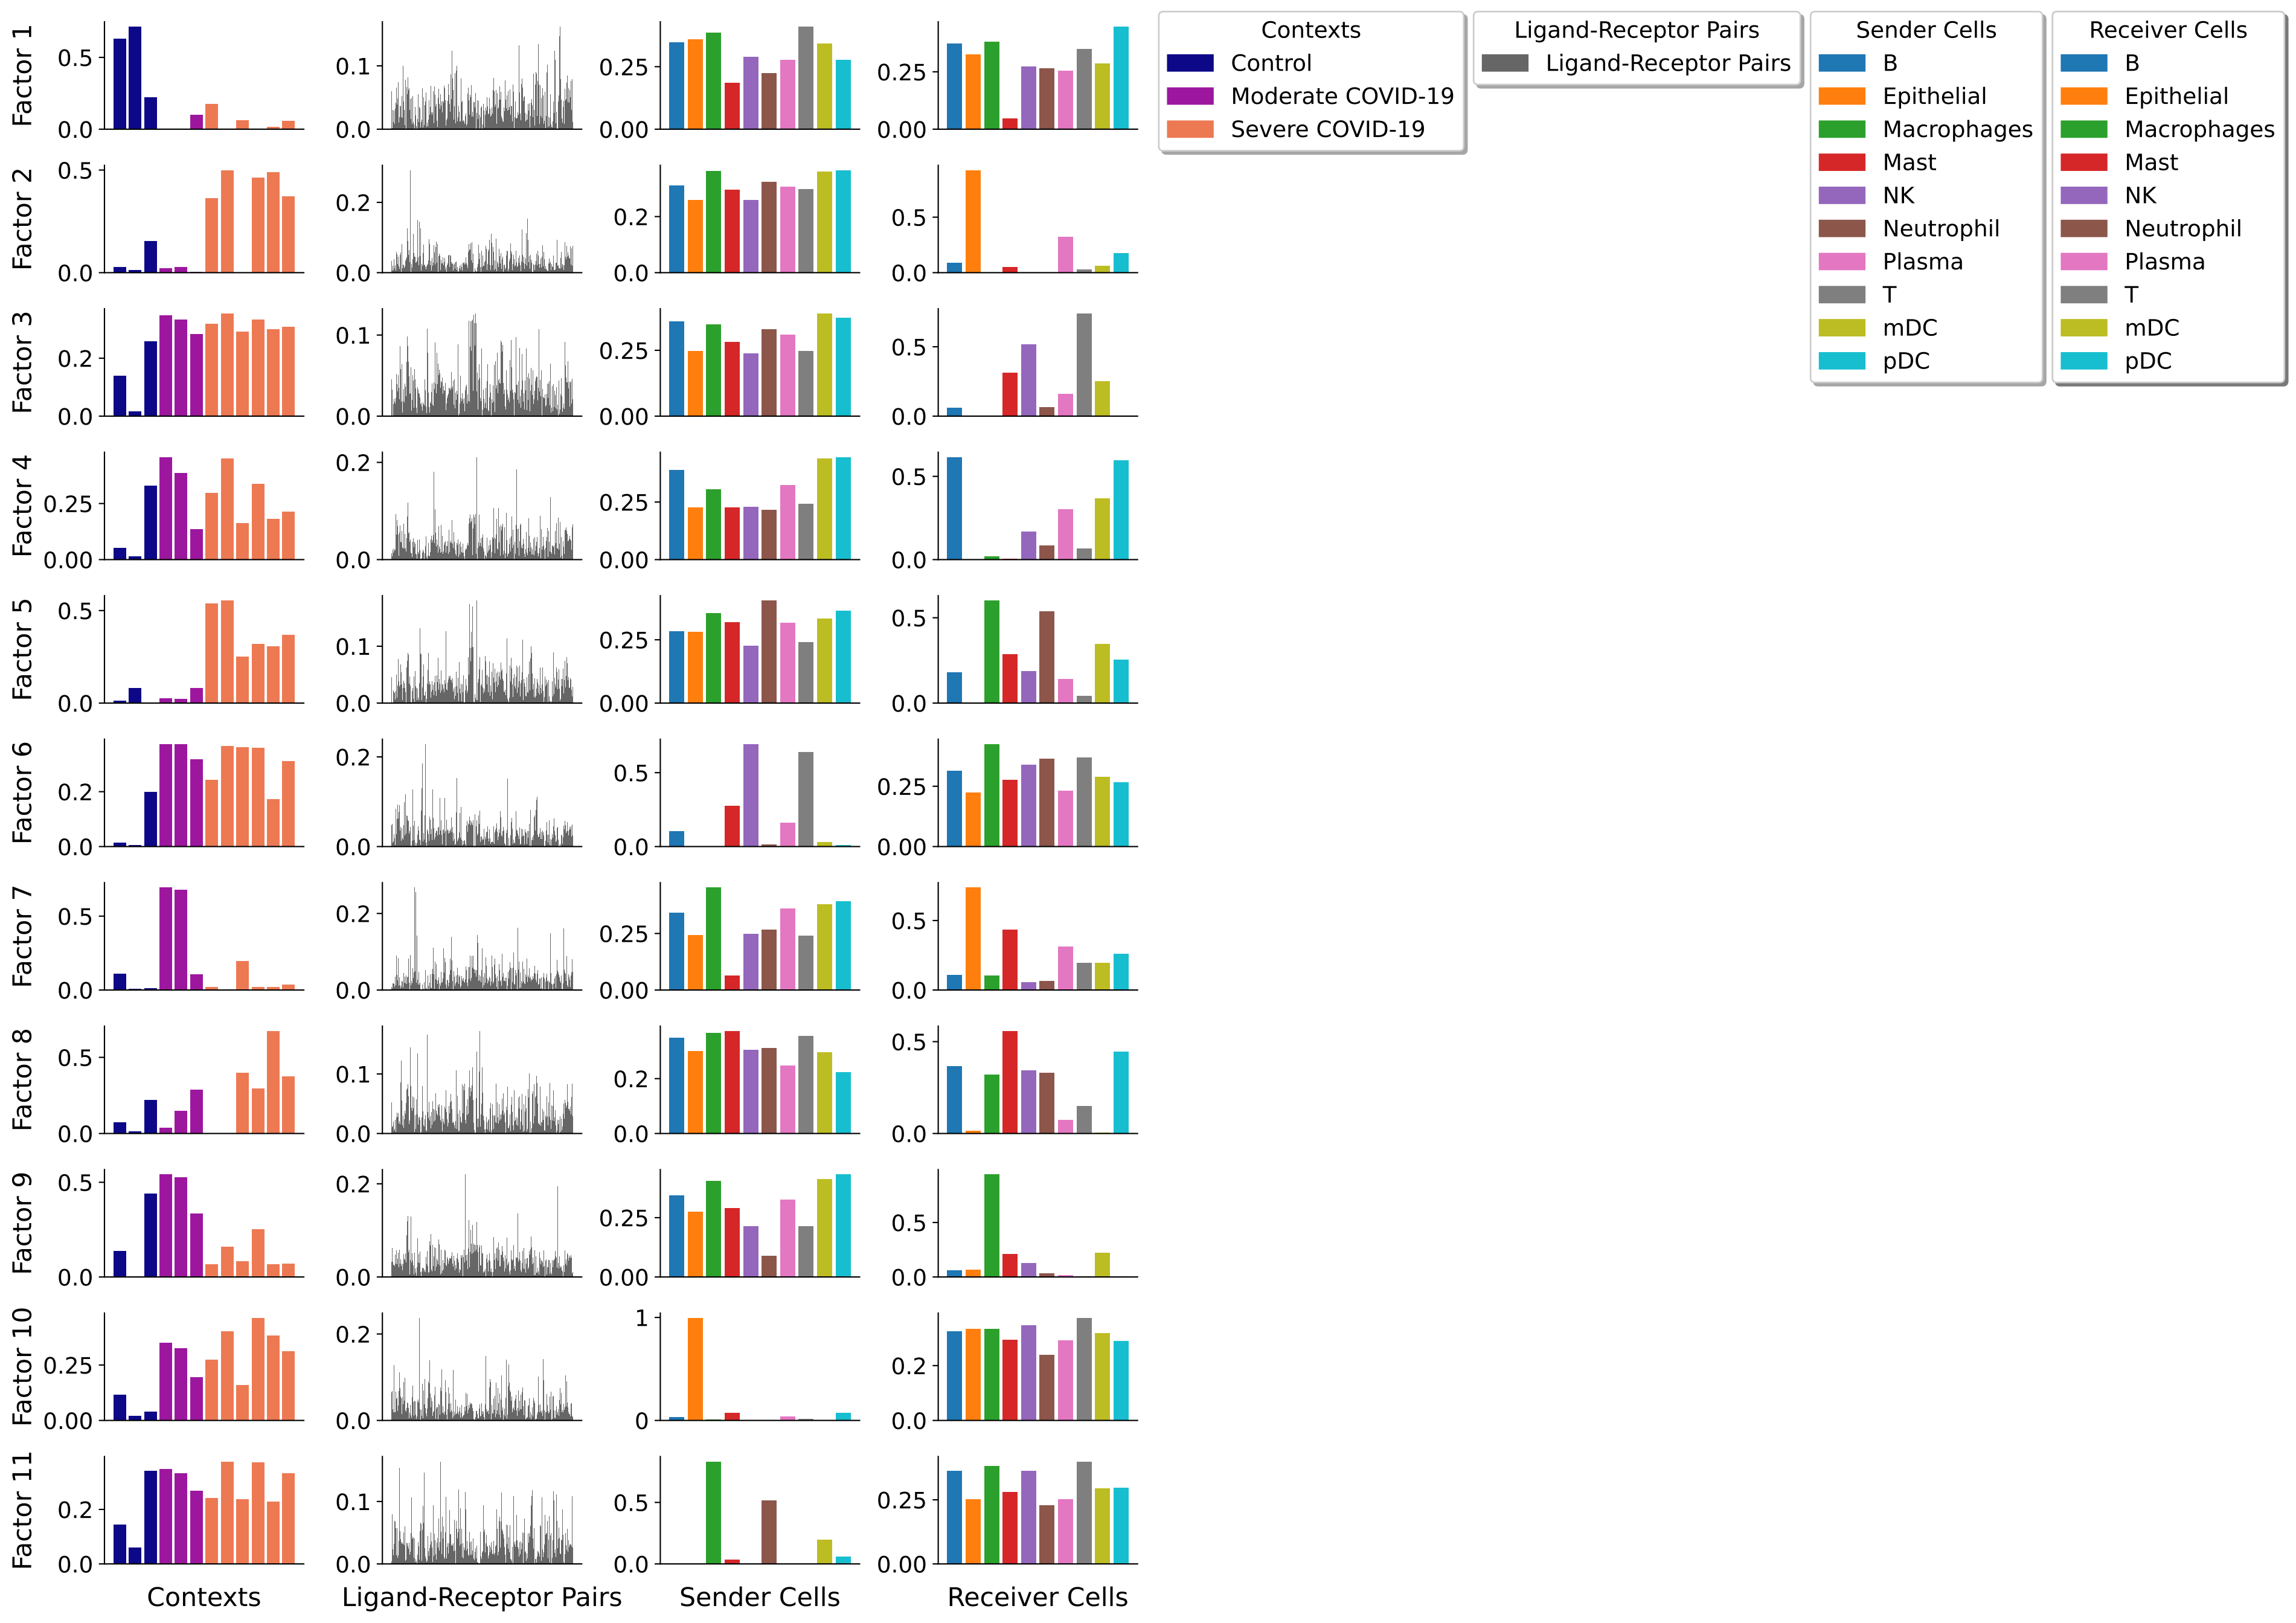 Factor 1
0.5
0.0
0.1
0.0
0.25
0.00
0.25
0.00
Contexts
Control
Moderate COVID-19
Severe COVID-19
Ligand-Receptor Pairs
Ligand-Receptor Pairs
Sender Cells
B
Epithelial
Macrophages
Mast
NK
Neutrophil
Plasma
T
mDC
pDC
Receiver Cells
B
Epithelial
Macrophages
Mast
NK
Neutrophil
Plasma
T
mDC
pDC
Factor 2
0.5
0.0
0.2
0.0
0.2
0.0
0.5
0.0
Factor 3
0.2
0.0
0.1
0.0
0.25
0.00
0.5
0.0
Factor 4
0.25
0.00
0.2
0.0
0.25
0.00
0.5
0.0
Factor 5
0.5
0.0
0.1
0.0
0.25
0.00
0.5
0.0
Factor 6
0.2
0.0
0.2
0.0
0.5
0.0
0.25
0.00
Factor 7
0.5
0.0
0.2
0.0
0.25
0.00
0.5
0.0
Factor 8
0.5
0.0
0.1
0.0
0.2
0.0
0.5
0.0
Factor 9
0.5
0.0
0.2
0.0
0.25
0.00
0.5
0.0
Factor 10
0.25
0.00
0.2
0.0
1
0
0.2
0.0
Factor 11
0.2
0.0
0.1
0.0
0.5
0.0
0.25
0.00
Contexts
Ligand-Receptor Pairs
Sender Cells
Receiver Cells